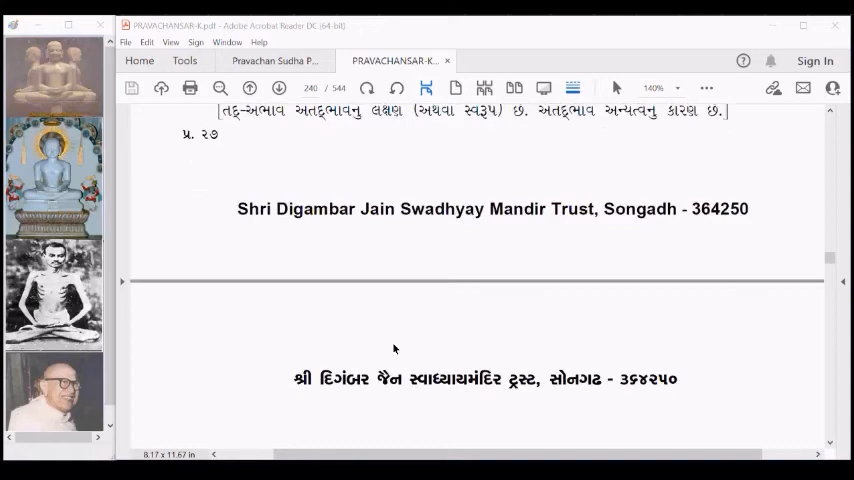 PRAVACHANSAR-K.pdf - Adobe Acrobat Reader DC (64-bit)
File Edit View Sign Window Help
Home Tools Pravachan Sudha P... PRAVACHANSAR-K... × Sign In
240 / 544 140%
[તદ્-અભાવ અતદ્ભાવનુ લક્ષણ (અથવા સ્વરૂપ) છે. અતદ્ભાવ અન્યત્વનુ કારણ છે.]
પ્ર. ૨૭
Shri Digambar Jain Swadhyay Mandir Trust, Songadh - 364250
શ્રી દિગંબર જૈન સ્વાધ્યાયમંદિર ટ્રસ્ટ, સોનગઢ - ૩૬૪૨૫૦
8.17 x 11.67 in